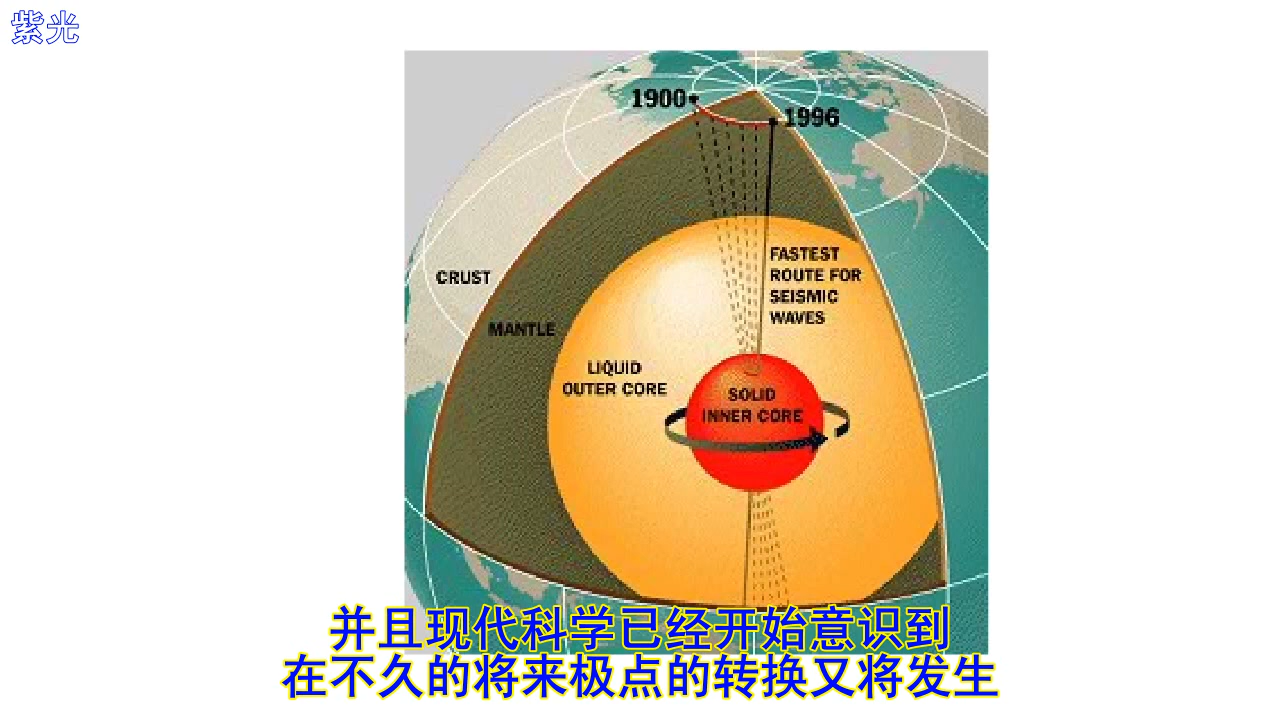 紫光
1900
1996
FASTEST
ROUTE FOR
SEISMIC
WAVES
CRUST
MANTLE
LIQUID
OUTER CORE
SOLID
INNER CORE
并且现代科学已经开始意识到
在不久的将来极点的转换又将发生